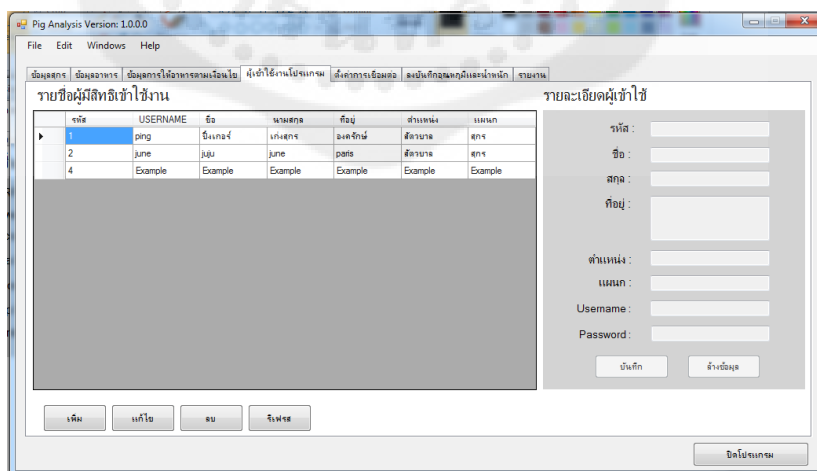 Pig Analysis Version: 1.0.0.0
File Edit Windows Help
ข้อมูลสุกร ข้อมูลอาหาร ข้อมูลการให้อาหารตามเงื่อนไข ผู้เข้าใช้งานโปรแกรม ตั้งค่าการเชื่อมต่อ ลงบันทึกอุณหภูมิและน้ำหนัก รายงาน
รายชื่อผู้มีสิทธิเข้าใช้งาน
รหัส USERNAME ชื่อ นามสกุล ที่อยู่ ตำแหน่ง แผนก
1 ping ปิ๊งเกอร์ เก่งสุกร องครักษ์ สัตวบาล สุกร
2 june juju june paris สัตวบาล สุกร
4 Example Example Example Example Example Example
เพิ่ม แก้ไข ลบ รีเฟรส
รายละเอียดผู้เข้าใช้
รหัส :
ชื่อ :
สกุล :
ที่อยู่ :
ตำแหน่ง :
แผนก :
Username :
Password :
บันทึก ล้างข้อมูล
ปิดโปรแกรม